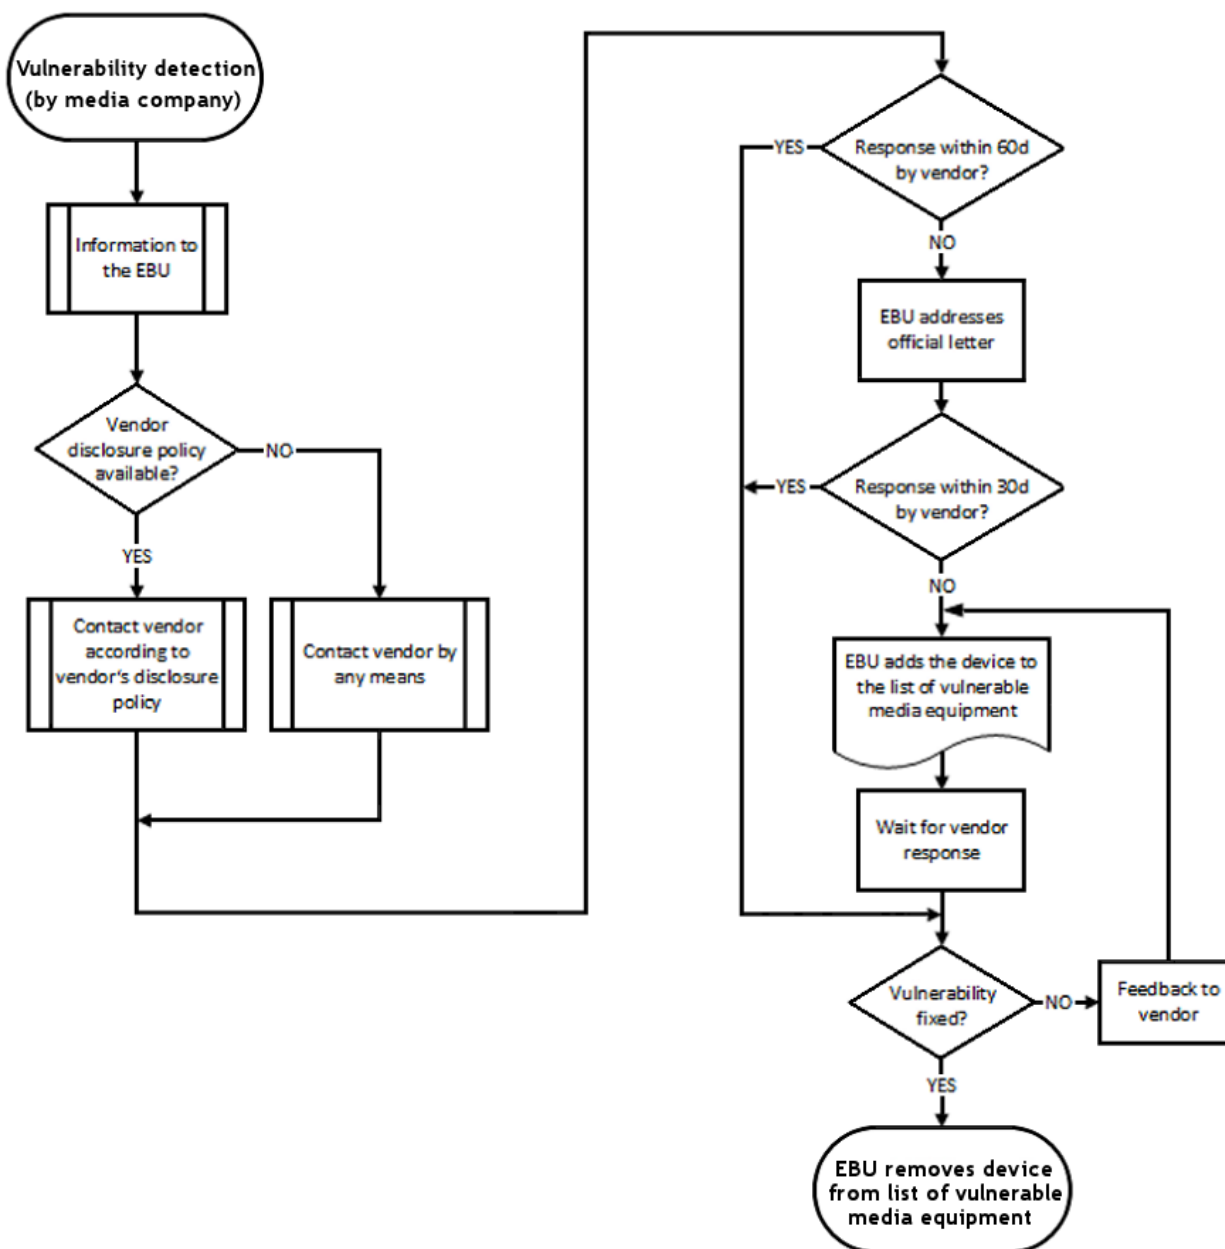 Vulnerability detection
(by media company)
Information to
the EBU
Vendor
disclosure policy
available?
NO
YES
Contact vendor
according to
vendor's disclosure
policy
Contact vendor by
any means
Response within 60d
by vendor?
YES
NO
EBU addresses
official letter
Response within 30d
by vendor?
YES
NO
EBU adds the device to
the list of vulnerable
media equipment
Wait for vendor
response
Vulnerability
fixed?
NO
Feedback to
vendor
YES
EBU removes device
from list of vulnerable
media equipment